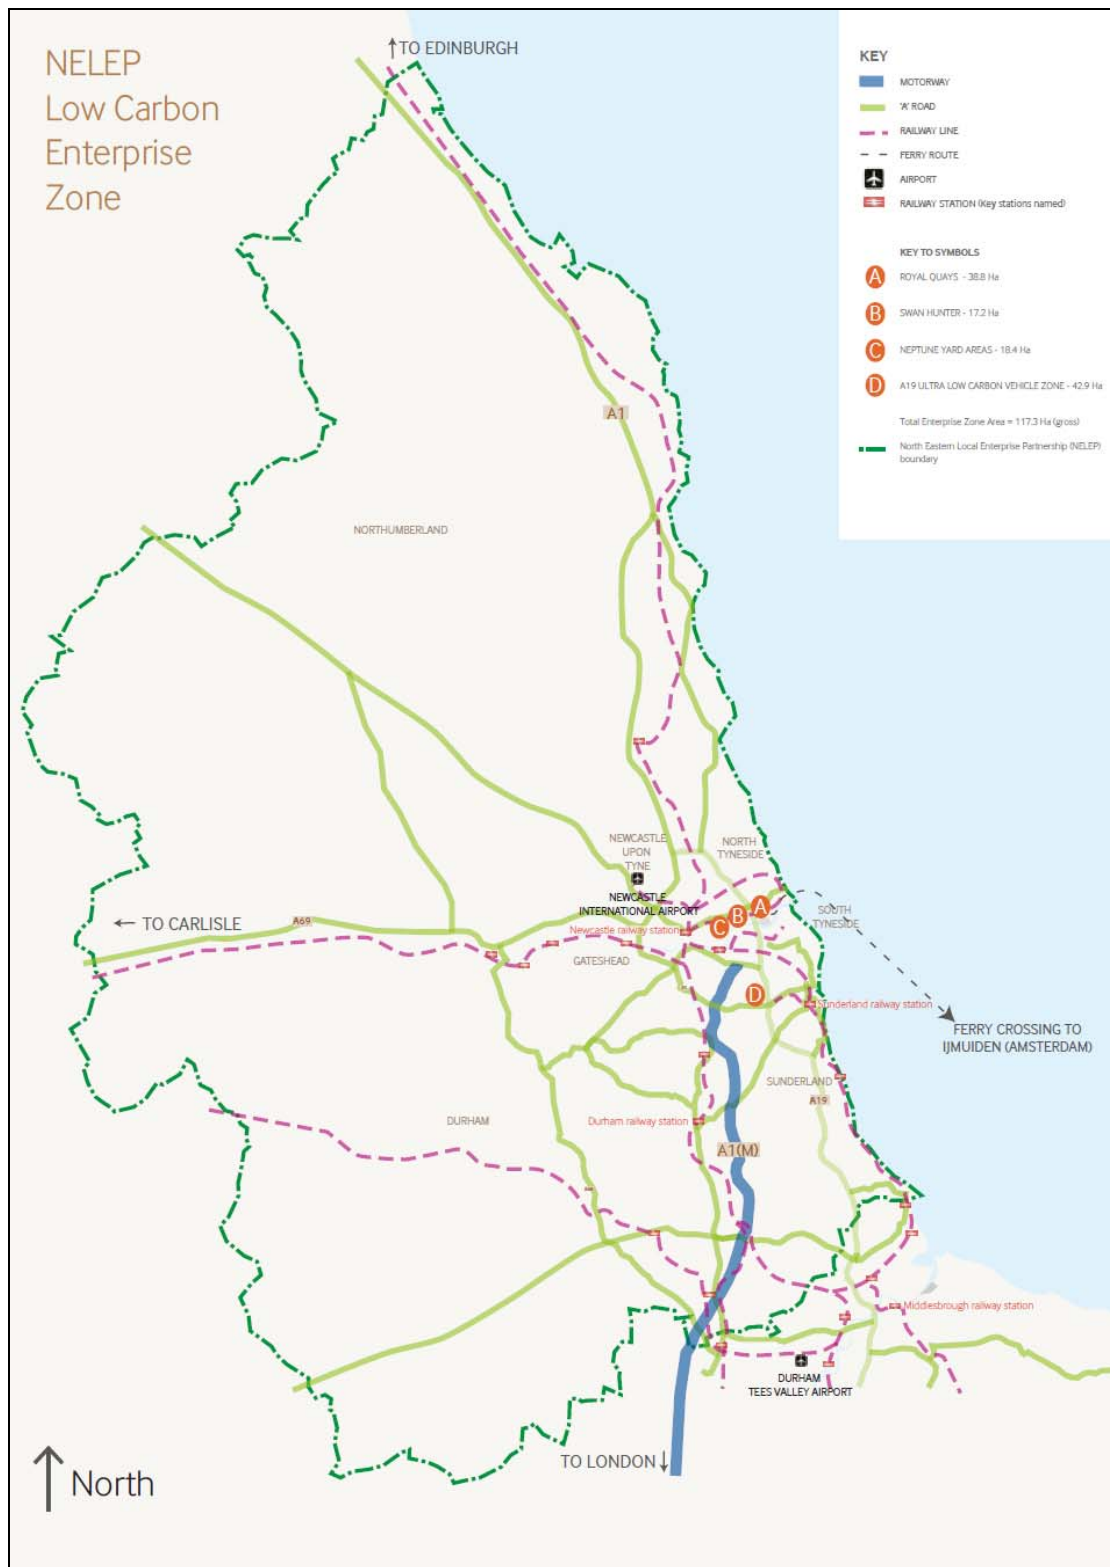 NELEP
Low Carbon
Enterprise
Zone
TO EDINBURGH
KEY
MOTORWAY
'A' ROAD
RAILWAY LINE
FERRY ROUTE
AIRPORT
RAILWAY STATION (Key stations named)
KEY TO SYMBOLS
A ROYAL QUAYS - 38.8 Ha
B SWAN HUNTER - 17.2 Ha
C NEPTUNE YARD AREAS - 18.4 Ha
D A19 ULTRA LOW CARBON VEHICLE ZONE - 42.9 Ha
Total Enterprise Zone Area = 117.3 Ha (gross)
North Eastern Local Enterprise Partnership (NELEP)
boundary
A1
NORTHUMBERLAND
NEWCASTLE
UPON
TYNE
NORTH
TYNESIDE
NEWCASTLE
INTERNATIONAL AIRPORT
A
B
C
SOUTH
TYNESIDE
TO CARLISLE
A69
Newcastle railway station
GATESHEAD
D
Sunderland railway station
FERRY CROSSING TO
IJMUIDEN (AMSTERDAM)
SUNDERLAND
A19
DURHAM
Durham railway station
A1(M)
Middlesbrough railway station
DURHAM
TEES VALLEY AIRPORT
TO LONDON
North